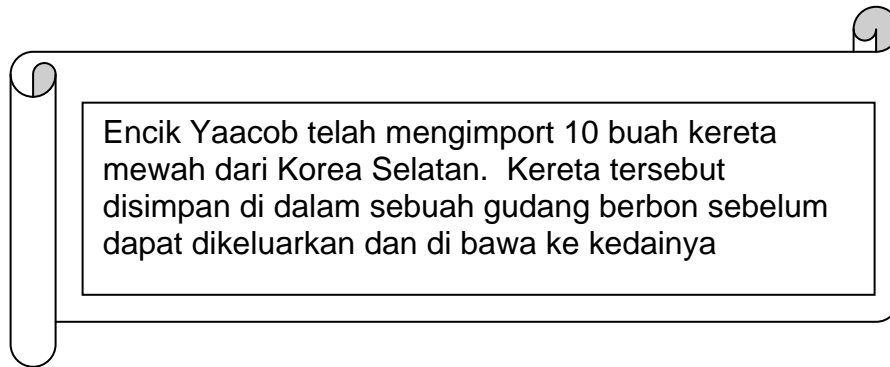 Encik Yaacob telah mengimport 10 buah kereta
mewah dari Korea Selatan.  Kereta tersebut
disimpan di dalam sebuah gudang berbon sebelum
dapat dikeluarkan dan di bawa ke kedainya